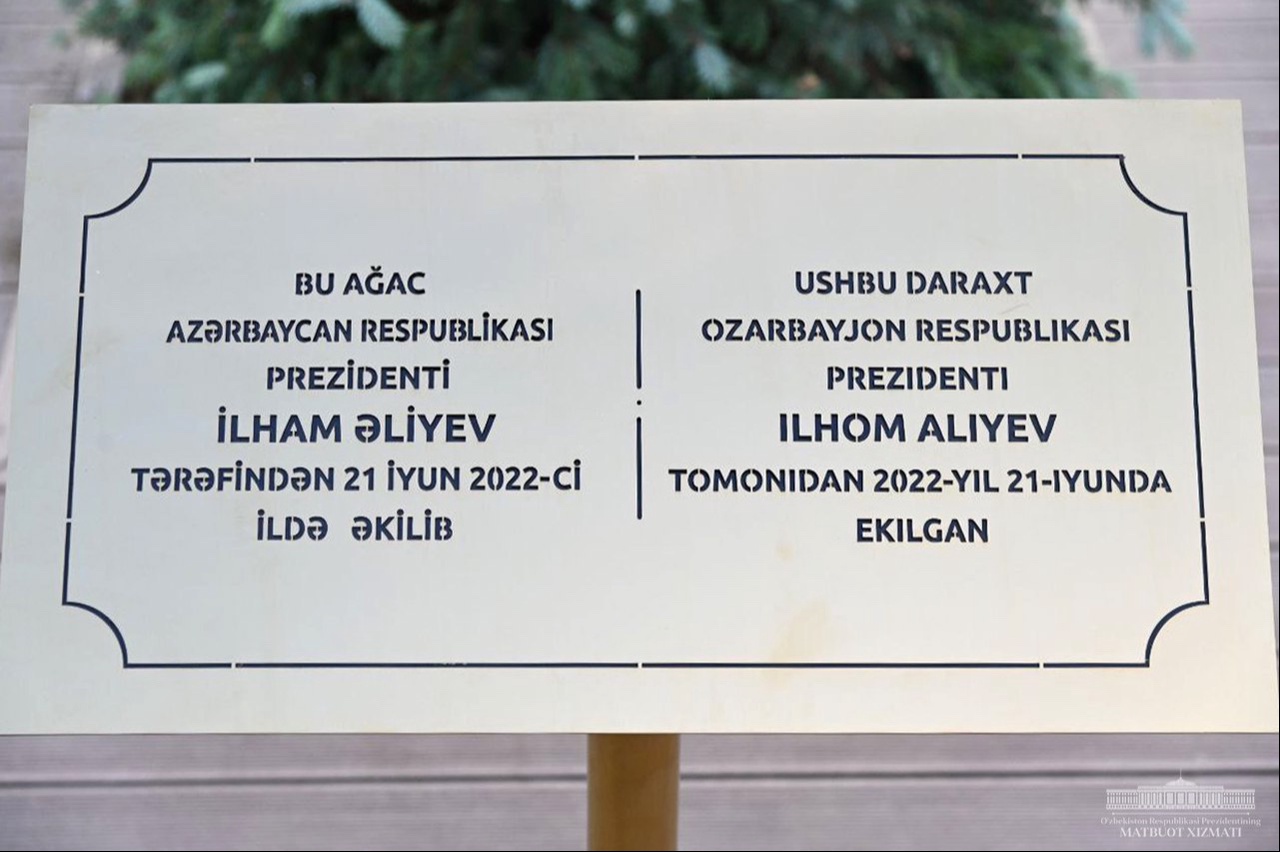 BU AĞAC
AZƏRBAYCAN RESPUBLİKASI
PREZİDENTİ
İLHAM ƏLİYEV
TƏRƏFİNDƏN 21 İYUN 2022-Cİ
İLDƏ ƏKİLİB
USHBU DARAXT
OZARBAYJON RESPUBLIKASI
PREZIDENTI
ILHOM ALIYEV
TOMONIDAN 2022-YIL 21-IYUNDA
EKILGAN
O'zbekiston Respublikasi Prezidentining
MATBUOT XIZMATI